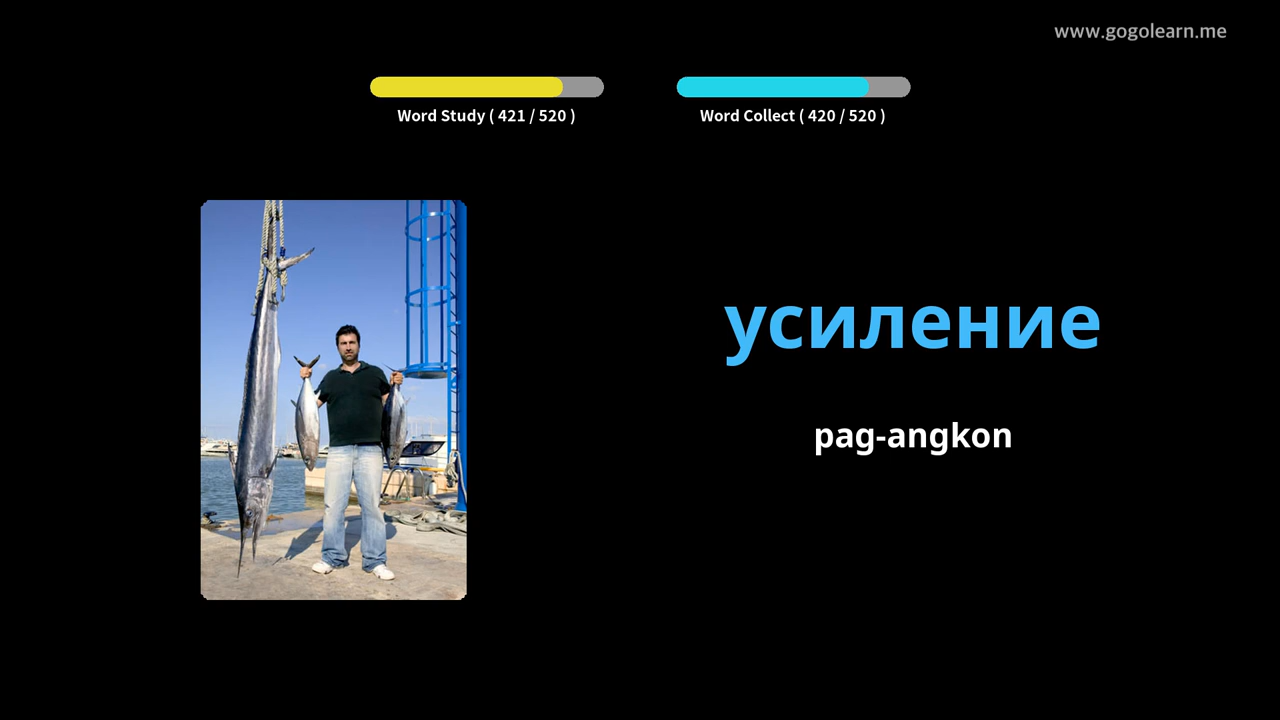 www.gogolearn.me
Word Study ( 421 / 520 )
Word Collect ( 420 / 520 )
усиление
pag-angkon